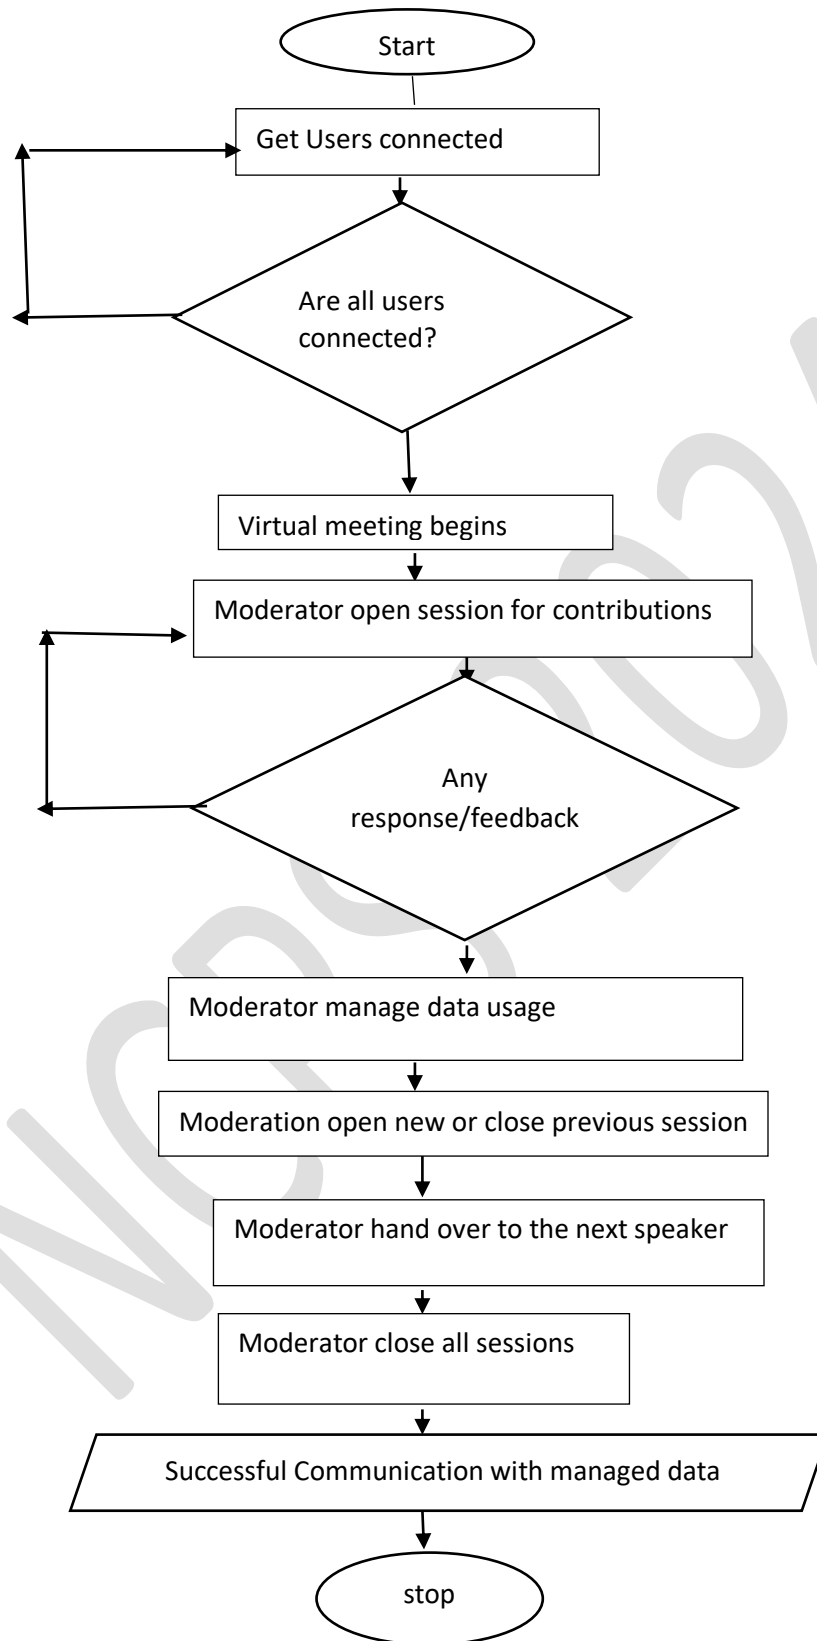 Start
Get Users connected
Are all users
connected?
Virtual meeting begins
Moderator open session for contributions
Any
response/feedback
Moderator manage data usage
Moderation open new or close previous session
Moderator hand over to the next speaker
Moderator close all sessions
Successful Communication with managed data
stop